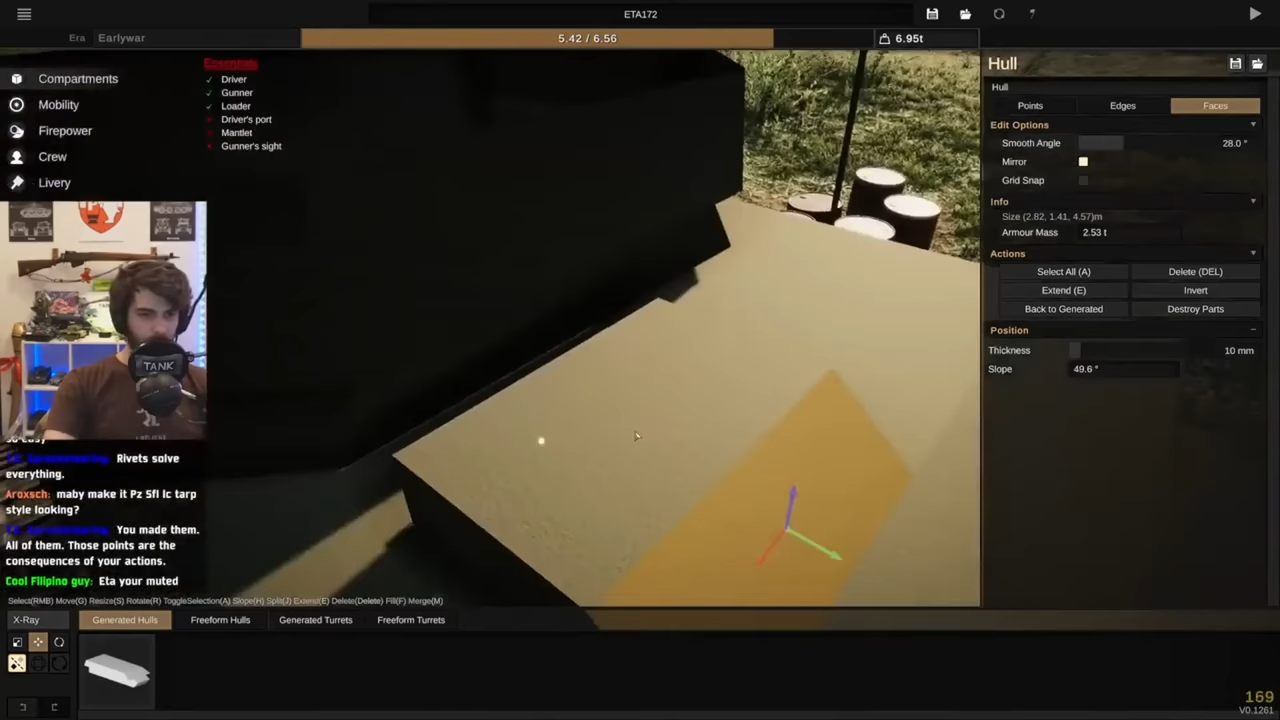 ETA172
Era Earlywar
5.42 / 6.56
6.95t
Compartments
Mobility
Firepower
Crew
Livery
Essentials
Driver
Gunner
Loader
Driver's port
Mantlet
Gunner's sight
TANK
Rivets solve
everything.
Aroxsch: maby make it Pz Sfl Ic tarp
style looking?
You made them.
All of them. Those points are the
consequences of your actions.
Cool Filipino guy: Eta your muted
Select(RMB) Move(G) Resize(S) Rotate(R) ToggleSelection(A) Slope(H) Split(J) Extend(E) Delete(Delete) Fill(F) Merge(M)
X-Ray
Generated Hulls
Freeform Hulls
Generated Turrets
Freeform Turrets
Hull
Hull
Points
Edges
Faces
Edit Options
Smooth Angle 28.0 °
Mirror
Grid Snap
Info
Size (2.82, 1.41, 4.57)m
Armour Mass 2.53 t
Actions
Select All (A)
Delete (DEL)
Extend (E)
Invert
Back to Generated
Destroy Parts
Position
Thickness 10 mm
Slope 49.6 °
169
V0.1261